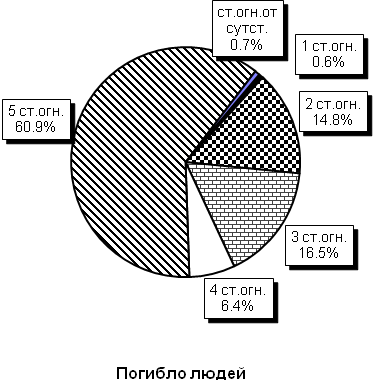 ст.огн.от
сутст.
0.7%
1 ст.огн.
0.6%
2 ст.огн.
14.8%
5 ст.огн.
60.9%
3 ст.огн.
16.5%
4 ст.огн.
6.4%
Погибло людей